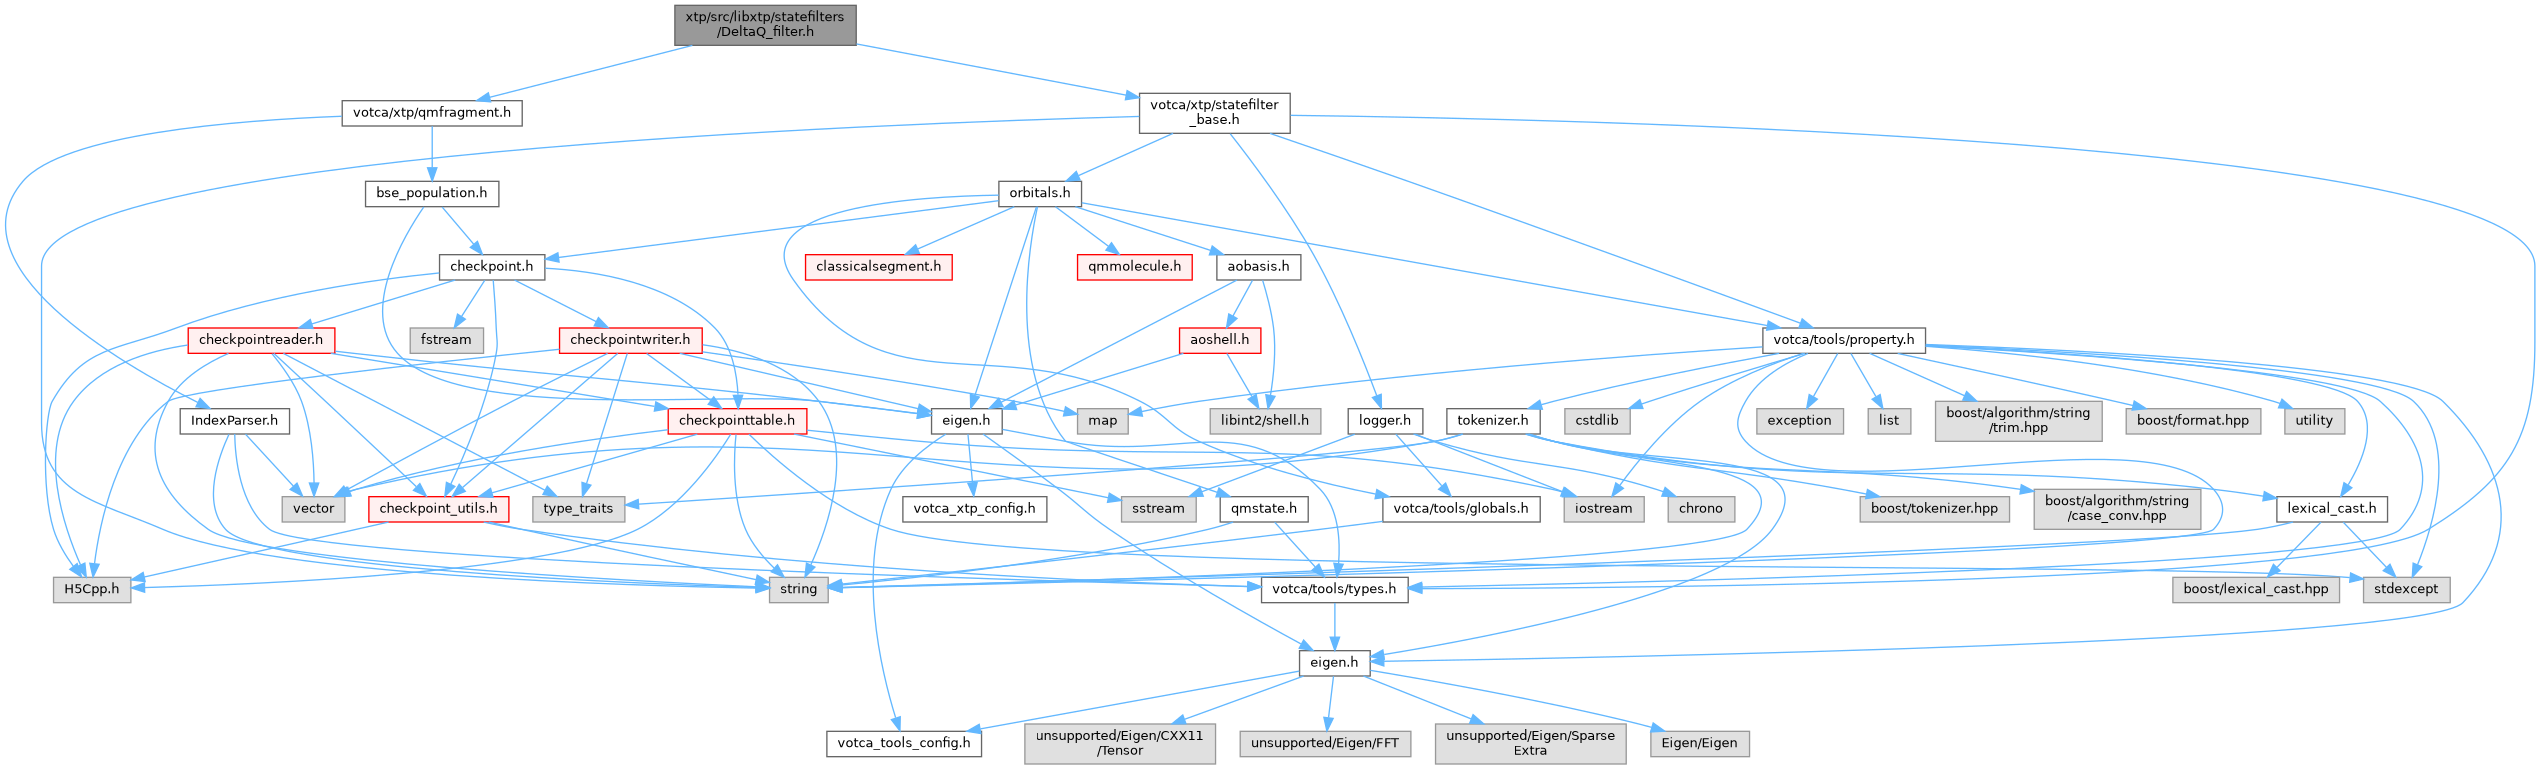 xtp/src/libxtp/statefilters
/DeltaQ_filter.h
votca/xtp/qmfragment.h
votca/xtp/statefilter
_base.h
bse_population.h
orbitals.h
checkpoint.h
classicalsegment.h
qmmolecule.h
aobasis.h
checkpointreader.h
fstream
checkpointwriter.h
aoshell.h
votca/tools/property.h
IndexParser.h
checkpointtable.h
eigen.h
map
libint2/shell.h
logger.h
tokenizer.h
cstdlib
exception
list
boost/algorithm/string
/trim.hpp
boost/format.hpp
utility
vector
checkpoint_utils.h
type_traits
votca_xtp_config.h
sstream
qmstate.h
votca/tools/globals.h
iostream
chrono
boost/tokenizer.hpp
boost/algorithm/string
/case_conv.hpp
lexical_cast.h
H5Cpp.h
string
votca/tools/types.h
boost/lexical_cast.hpp
stdexcept
eigen.h
votca_tools_config.h
unsupported/Eigen/CXX11
/Tensor
unsupported/Eigen/FFT
unsupported/Eigen/Sparse
Extra
Eigen/Eigen